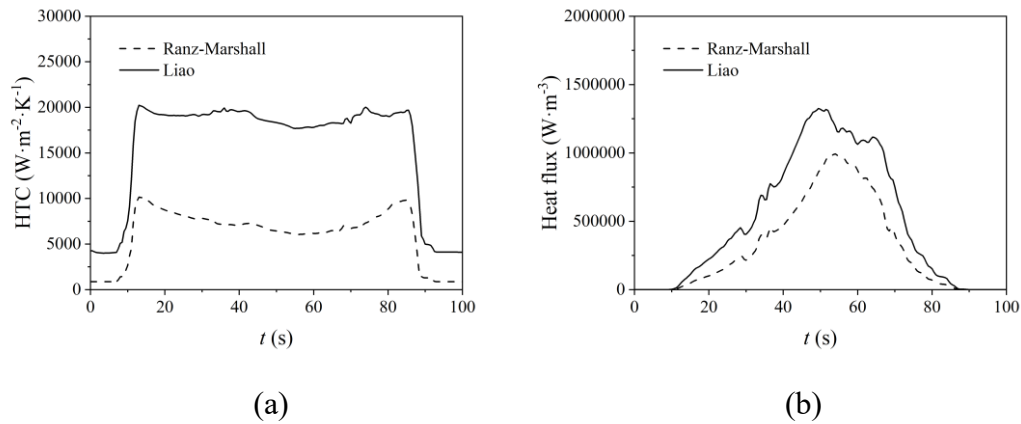 30000
25000
20000
15000
10000
5000
0
HTC (W·m⁻²·K⁻¹)
Ranz-Marshall
Liao
0 20 40 60 80 100
t (s)
(a)
2000000
1500000
1000000
500000
0
Heat flux (W·m⁻³)
Ranz-Marshall
Liao
0 20 40 60 80 100
t (s)
(b)